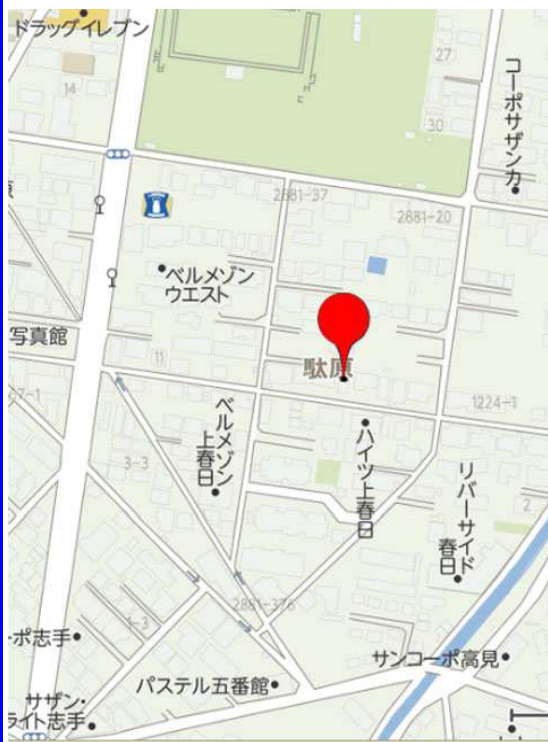 ドラッグイレブン
14
27
30
コーポサザンカ
2881-37
2881-20
ベルメゾン
ウエスト
写真館
11
駄原
1224-1
ベルメゾン
上春日
ハイツ上春日
リバーサイド
春日
3-3
2
2881-376
ーポ志手
サンコーポ高見
パステル五番館
サザン・
ライト志手